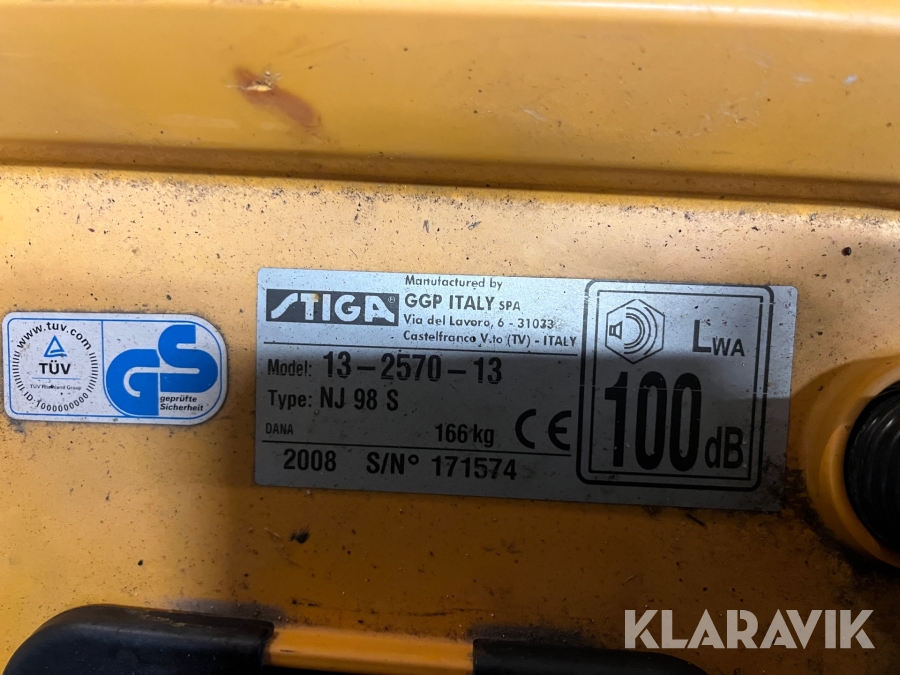 www.tuv.com
TÜV
TÜV Rheinland Group
ID: 1000000000
GS
geprüfte
Sicherheit
STIGA®
Manufactured by
GGP ITALY SPA
Via del Lavoro, 6 - 31033
Castelfranco V.to (TV) - ITALY
Model: 13-2570-13
Type: NJ 98 S
DANA 166 kg CE
2008 S/N° 171574
LWA
100 dB
KLARAVIK